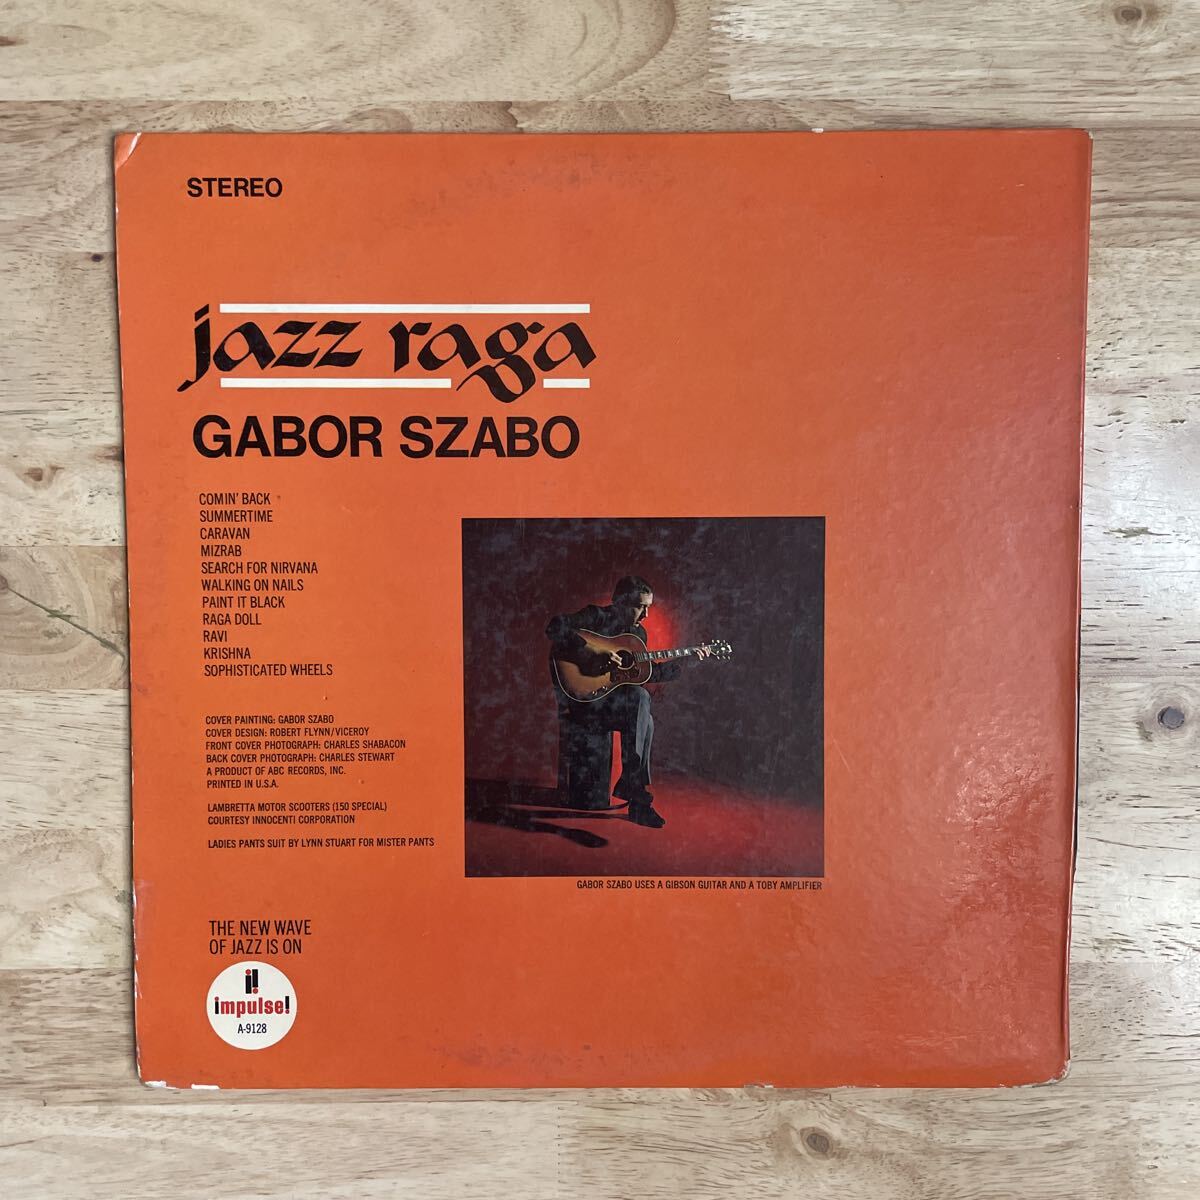 STEREO
jazz raga
GABOR SZABO
COMIN' BACK
SUMMERTIME
CARAVAN
MIZRAB
SEARCH FOR NIRVANA
WALKING ON NAILS
PAINT IT BLACK
RAGA DOLL
RAVI
KRISHNA
SOPHISTICATED WHEELS
COVER PAINTING: GABOR SZABO
COVER DESIGN: ROBERT FLYNN/VICEROY
FRONT COVER PHOTOGRAPH: CHARLES SHABACON
BACK COVER PHOTOGRAPH: CHARLES STEWART
A PRODUCT OF ABC RECORDS, INC.
PRINTED IN U.S.A.
LAMBRETTA MOTOR SCOOTERS (150 SPECIAL)
COURTESY INNOCENTI CORPORATION
LADIES PANTS SUIT BY LYNN STUART FOR MISTER PANTS
GABOR SZABO USES A GIBSON GUITAR AND A TOBY AMPLIFIER
THE NEW WAVE
OF JAZZ IS ON
i!
impulse!
A-9128